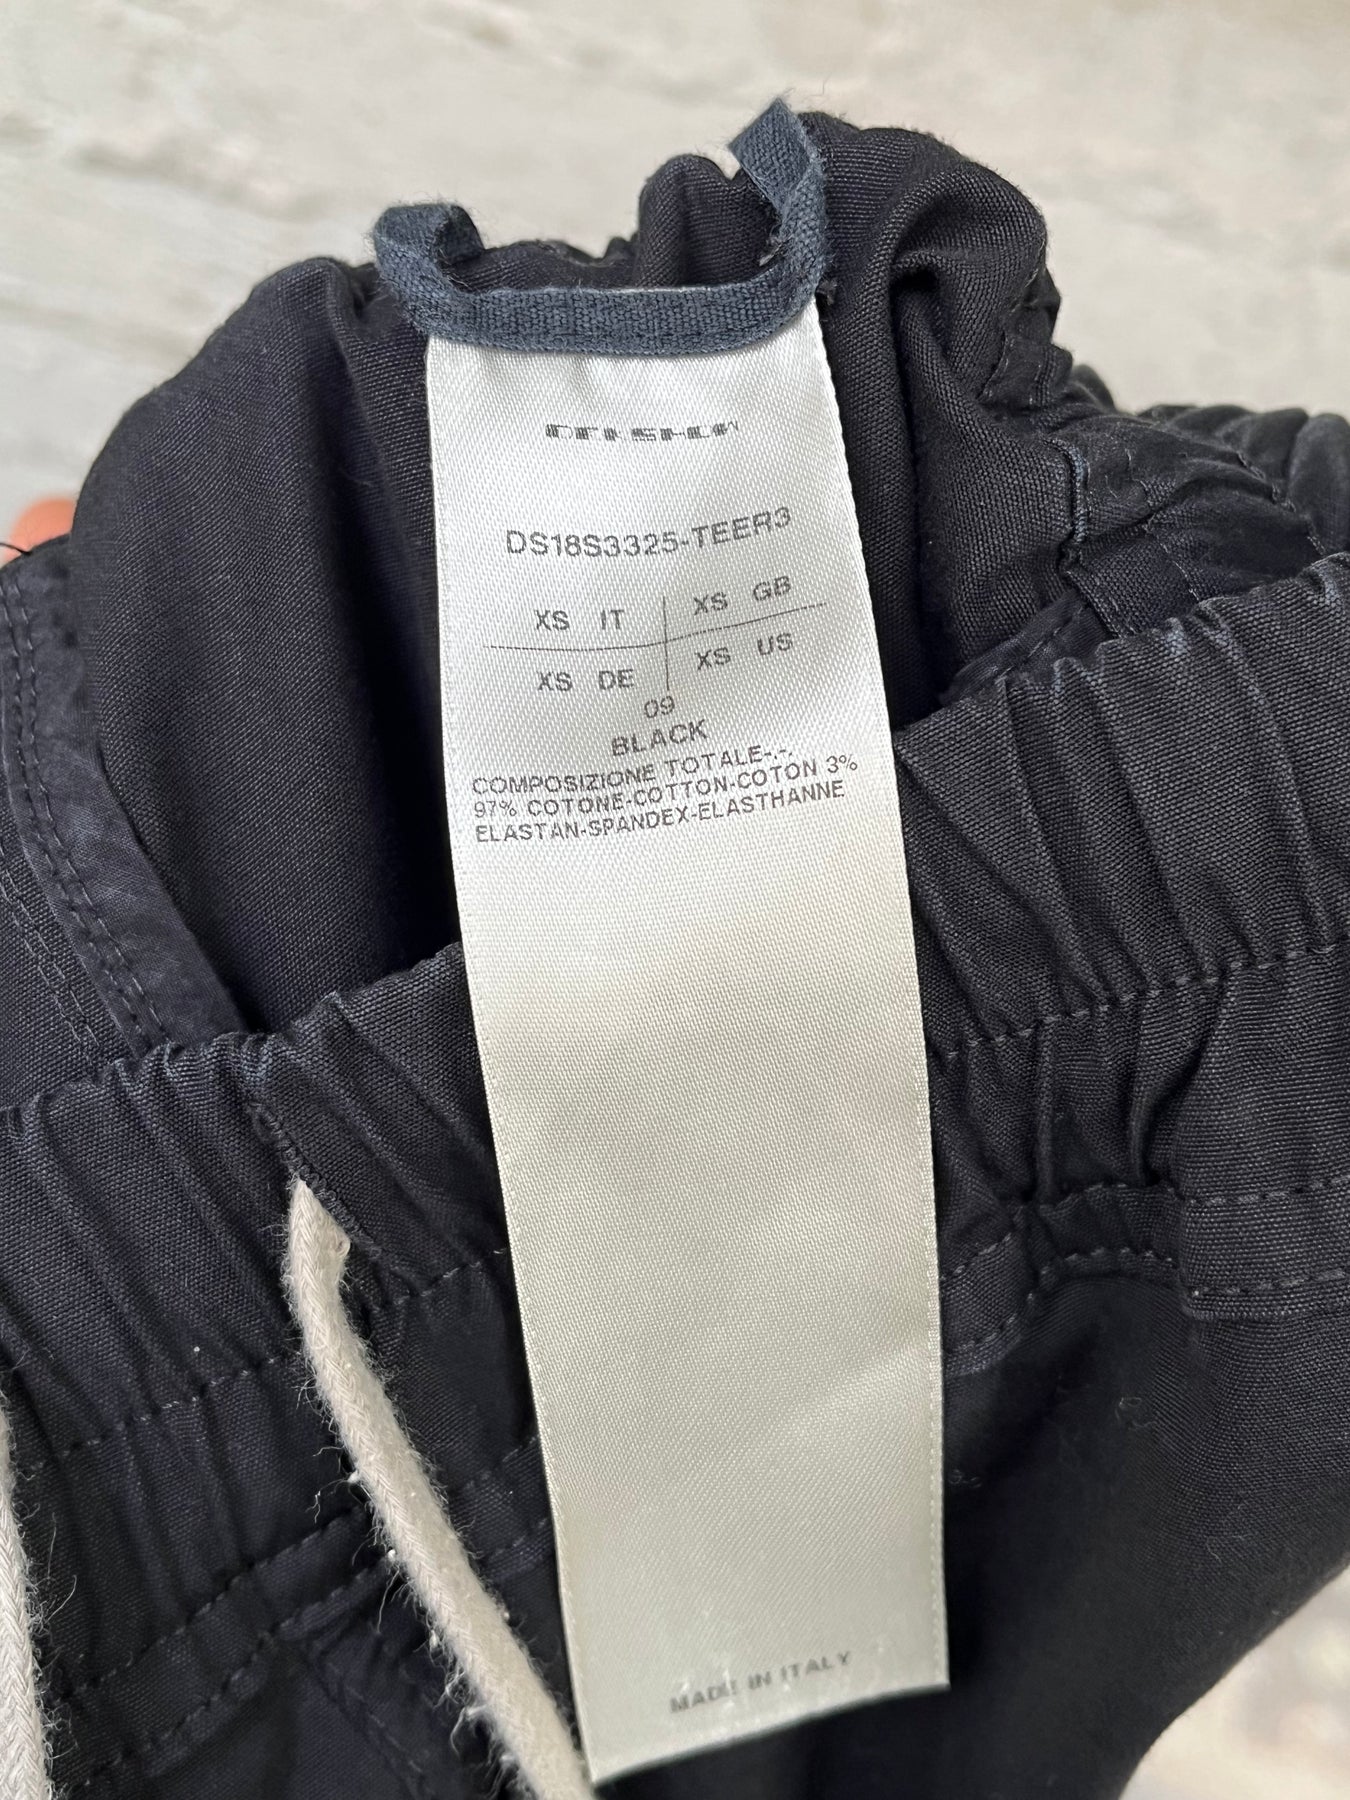 DRKSHDW
DS18S3325-TEER3
XS IT XS GB
XS DE XS US
09
BLACK
COMPOSIZIONE TOTALE-.-.
97% COTONE-COTTON-COTON 3%
ELASTAN-SPANDEX-ELASTHANNE
MADE IN ITALY